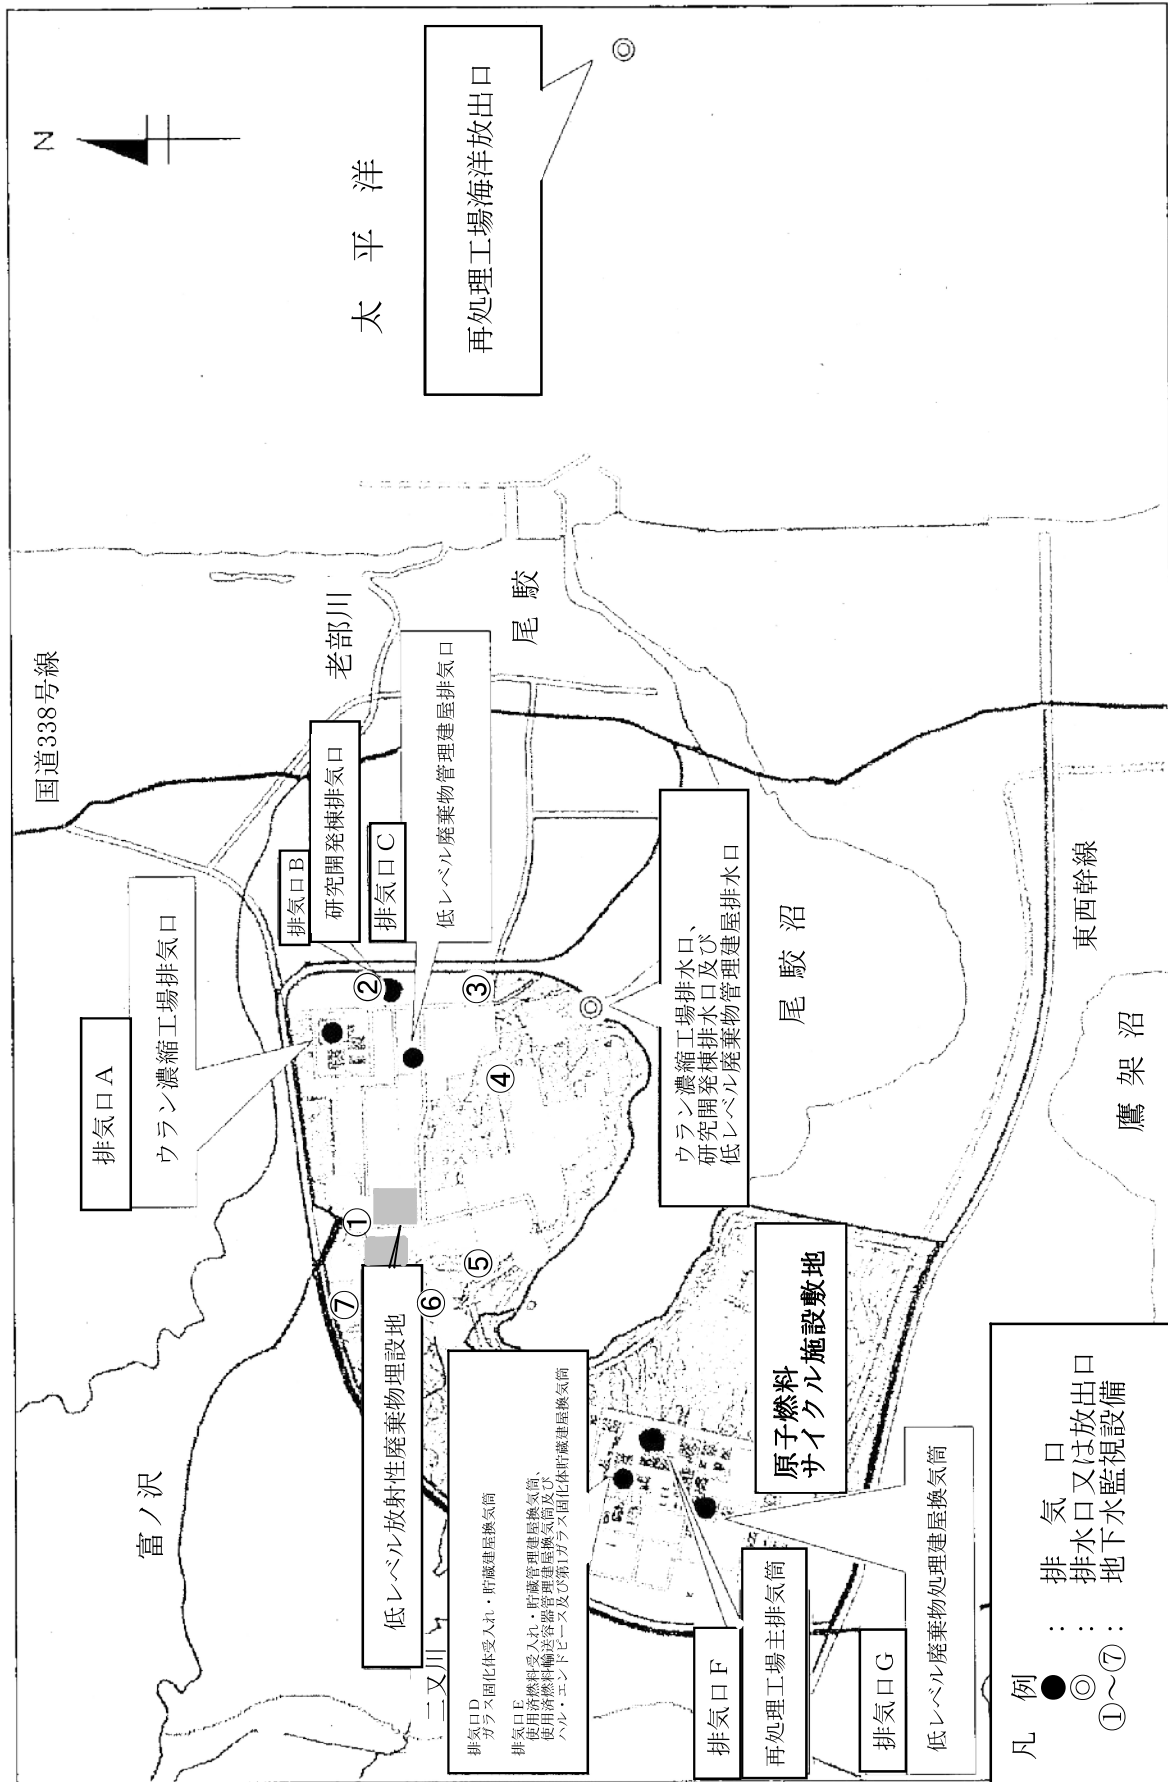 N
国道338号線
太平洋
再処理工場海洋放出口
老部川
尾駮
富ノ沢
二又川
排気口A
ウラン濃縮工場排気口
排気口B
研究開発棟排気口
排気口C
低レベル廃棄物管理建屋排気口
①
②
③
④
⑤
⑥
⑦
低レベル放射性廃棄物埋設地
ウラン濃縮工場排水口、
研究開発棟排水口及び
低レベル廃棄物管理建屋排水口
尾駮沼
東西幹線
鷹架沼
排気口D
ガラス固化体受入れ・貯蔵建屋換気筒
排気口E
使用済燃料受入れ・貯蔵管理建屋換気筒、
使用済燃料輸送容器管理建屋換気筒及び
ハル・エンドピース及び第1ガラス固化体貯蔵建屋換気筒
原子燃料
サイクル施設敷地
排気口F
再処理工場主排気筒
排気口G
低レベル廃棄物処理建屋換気筒
凡例
●：排気口
◎：排水口又は放出口
①～⑦：地下水監視設備